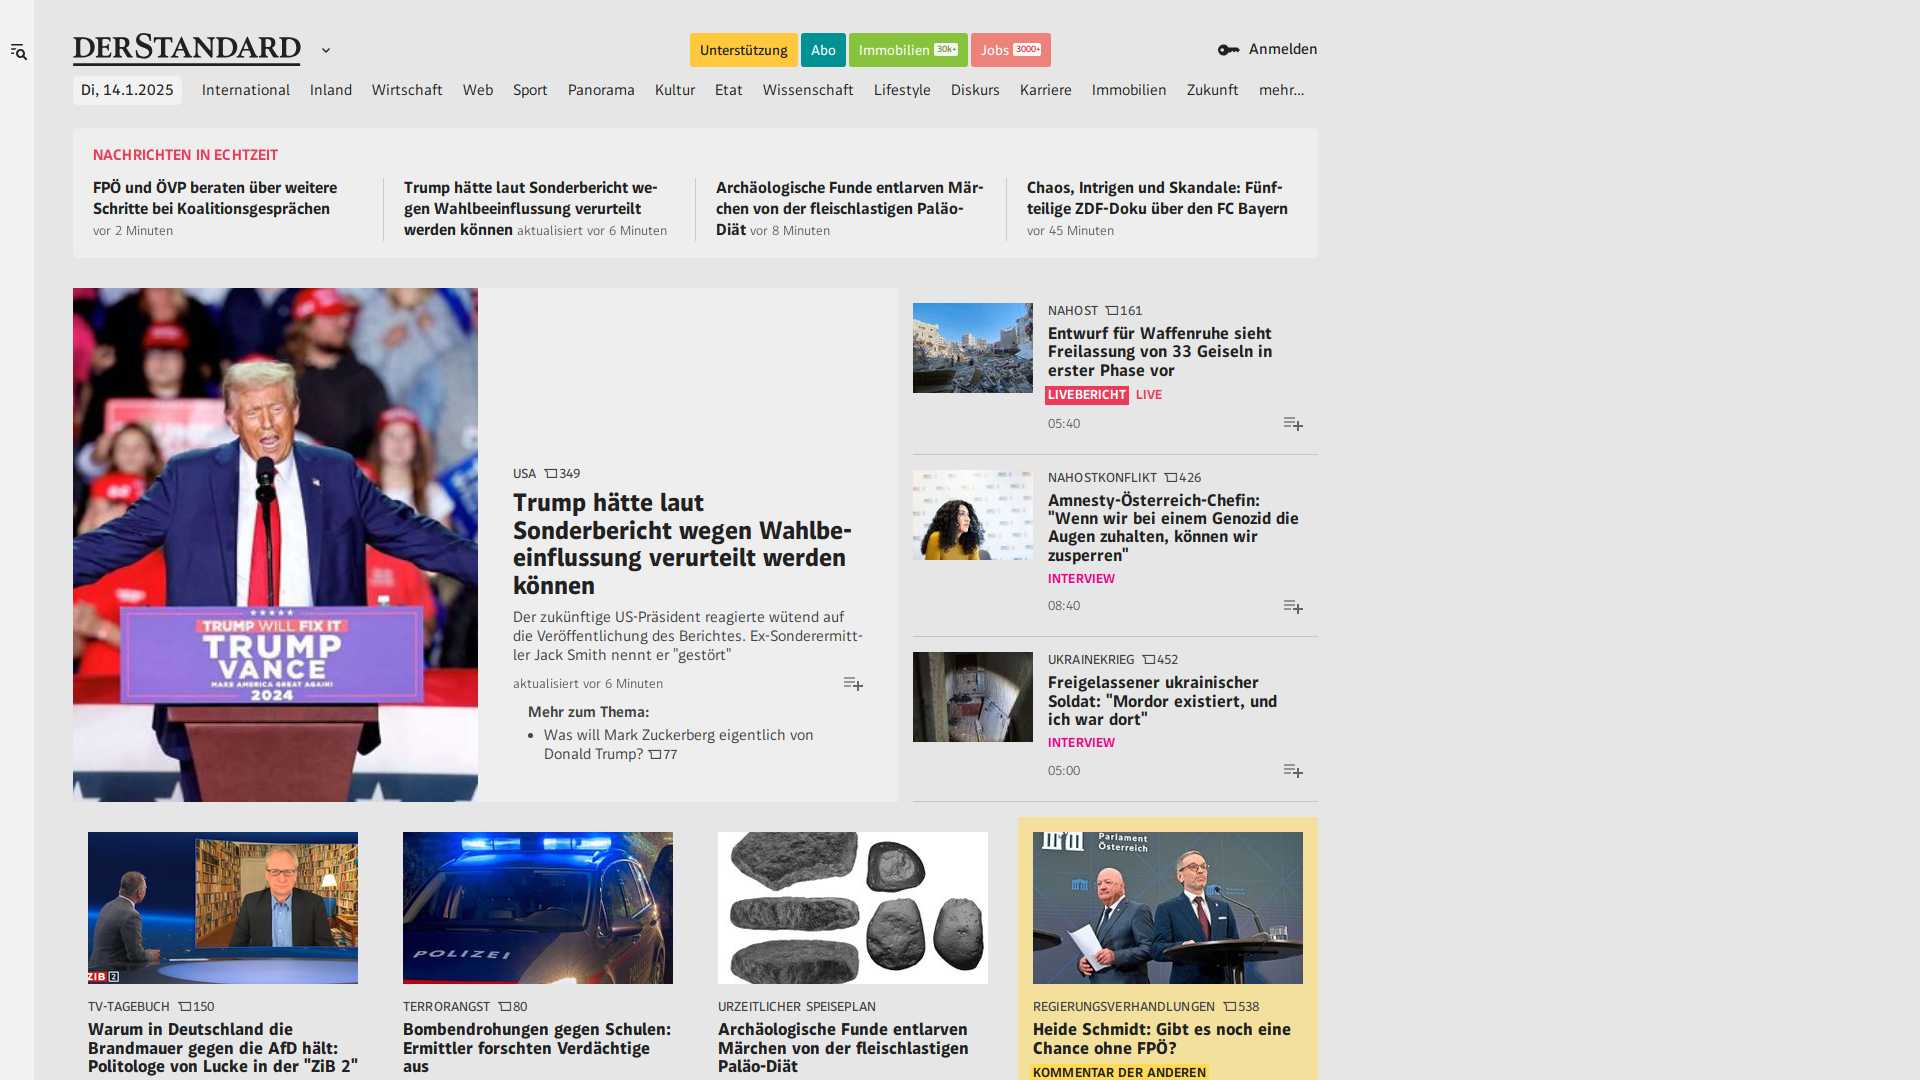 DERSTANDARD
Unterstützung Abo Immobilien 30k+ Jobs 3000+
Anmelden
Di, 14.1.2025 International Inland Wirtschaft Web Sport Panorama Kultur Etat Wissenschaft Lifestyle Diskurs Karriere Immobilien Zukunft mehr…
NACHRICHTEN IN ECHTZEIT
FPÖ und ÖVP beraten über weitere
Schritte bei Koalitionsgesprächen
vor 2 Minuten
Trump hätte laut Sonderbericht we-
gen Wahlbeeinflussung verurteilt
werden können aktualisiert vor 6 Minuten
Archäologische Funde entlarven Mär-
chen von der fleischlastigen Paläo-
Diät vor 8 Minuten
Chaos, Intrigen und Skandale: Fünf-
teilige ZDF-Doku über den FC Bayern
vor 45 Minuten
TRUMP WILL FIX IT
TRUMP
VANCE
MAKE AMERICA GREAT AGAIN!
2024
USA 349
Trump hätte laut
Sonderbericht wegen Wahlbe-
einflussung verurteilt werden
können
Der zukünftige US-Präsident reagierte wütend auf
die Veröffentlichung des Berichtes. Ex-Sonderermitt-
ler Jack Smith nennt er "gestört"
aktualisiert vor 6 Minuten
Mehr zum Thema:
• Was will Mark Zuckerberg eigentlich von
Donald Trump? 77
NAHOST 161
Entwurf für Waffenruhe sieht
Freilassung von 33 Geiseln in
erster Phase vor
LIVEBERICHT LIVE
05:40
NAHOSTKONFLIKT 426
Amnesty-Österreich-Chefin:
"Wenn wir bei einem Genozid die
Augen zuhalten, können wir
zusperren"
INTERVIEW
08:40
UKRAINEKRIEG 452
Freigelassener ukrainischer
Soldat: "Mordor existiert, und
ich war dort"
INTERVIEW
05:00
ZIB 2
TV-TAGEBUCH 150
Warum in Deutschland die
Brandmauer gegen die AfD hält:
Politologe von Lucke in der "ZiB 2"
POLIZEI
TERRORANGST 80
Bombendrohungen gegen Schulen:
Ermittler forschten Verdächtige
aus
URZEITLICHER SPEISEPLAN
Archäologische Funde entlarven
Märchen von der fleischlastigen
Paläo-Diät
Parlament
Österreich
REGIERUNGSVERHANDLUNGEN 538
Heide Schmidt: Gibt es noch eine
Chance ohne FPÖ?
KOMMENTAR DER ANDEREN